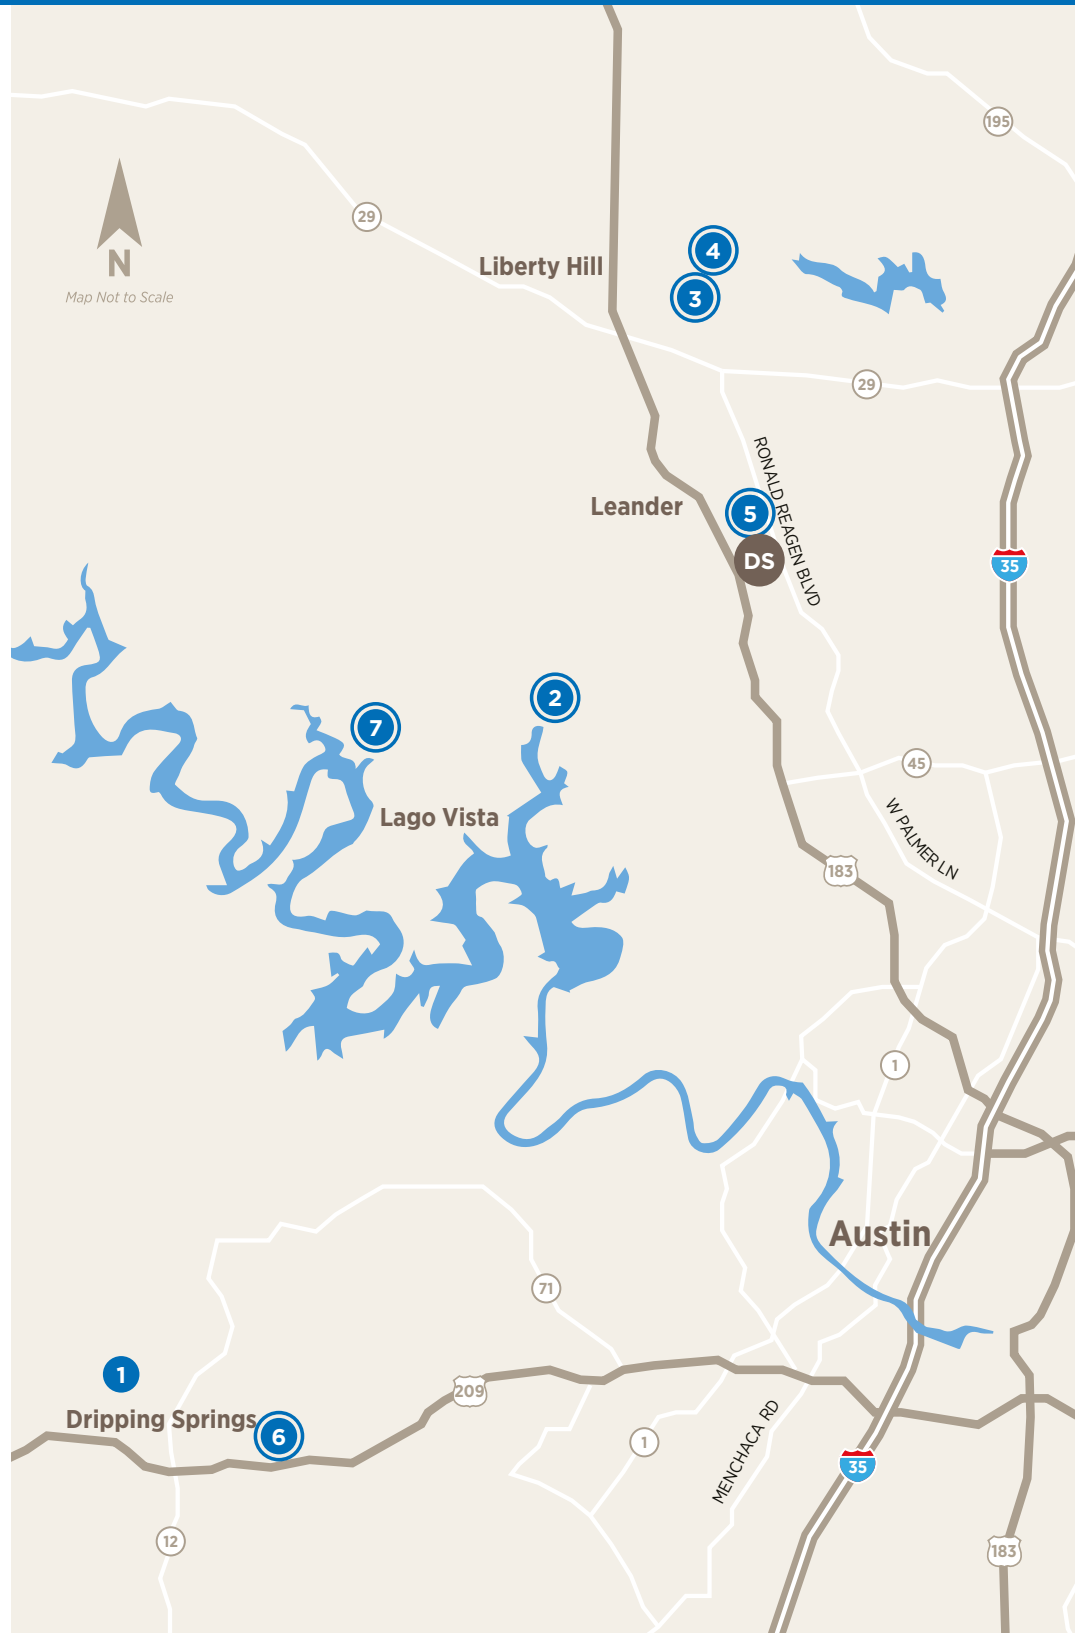 195
29
N
Map Not to Scale
4
Liberty Hill
3
29
RONALD REAGEN BLVD
Leander
5
DS
35
2
7
45
Lago Vista
W PALMER LN
183
1
Austin
71
1
209
Dripping Springs
6
MENCHACA RD
1
35
12
183